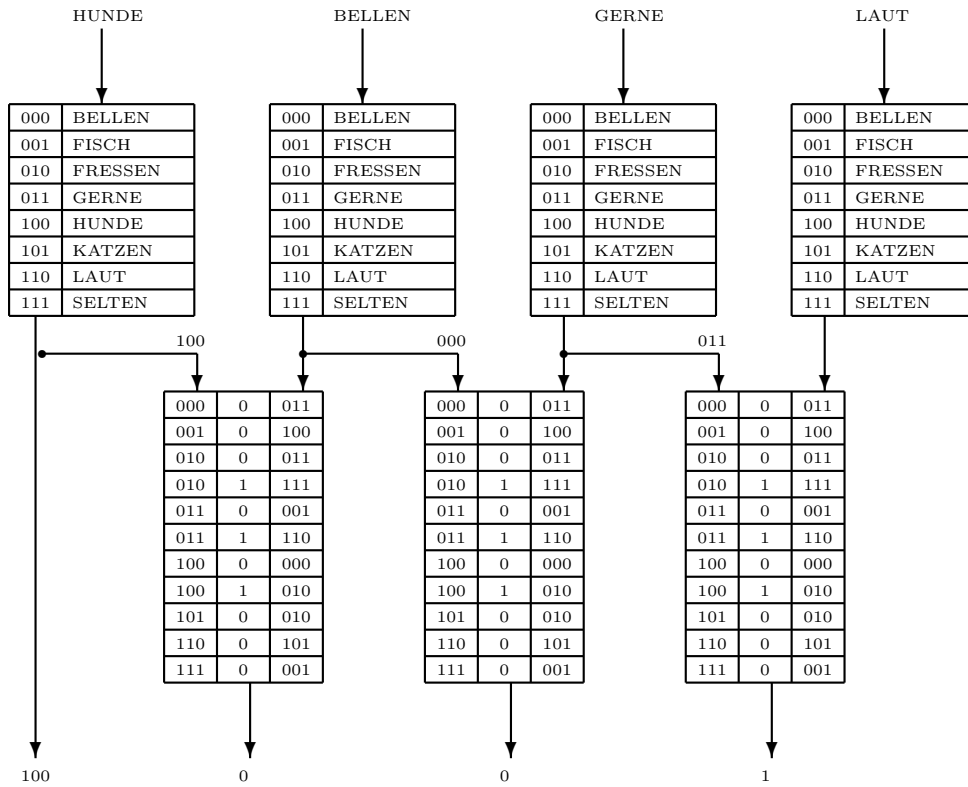 HUNDE BELLEN GERNE LAUT
000 BELLEN 000 BELLEN 000 BELLEN 000 BELLEN
001 FISCH 001 FISCH 001 FISCH 001 FISCH
010 FRESSEN 010 FRESSEN 010 FRESSEN 010 FRESSEN
011 GERNE 011 GERNE 011 GERNE 011 GERNE
100 HUNDE 100 HUNDE 100 HUNDE 100 HUNDE
101 KATZEN 101 KATZEN 101 KATZEN 101 KATZEN
110 LAUT 110 LAUT 110 LAUT 110 LAUT
111 SELTEN 111 SELTEN 111 SELTEN 111 SELTEN
100 000 011
000 0 011 000 0 011 000 0 011
001 0 100 001 0 100 001 0 100
010 0 011 010 0 011 010 0 011
010 1 111 010 1 111 010 1 111
011 0 001 011 0 001 011 0 001
011 1 110 011 1 110 011 1 110
100 0 000 100 0 000 100 0 000
100 1 010 100 1 010 100 1 010
101 0 010 101 0 010 101 0 010
110 0 101 110 0 101 110 0 101
111 0 001 111 0 001 111 0 001
100 0 0 1